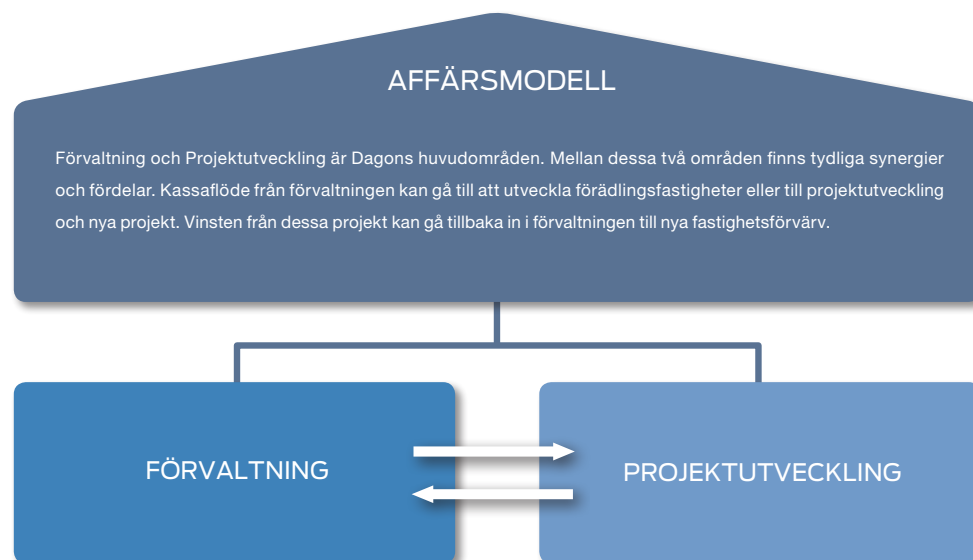 AFFÄRSMODELL
Förvaltning och Projektutveckling är Dagons huvudområden. Mellan dessa två områden finns tydliga synergier
och fördelar. Kassaflöde från förvaltningen kan gå till att utveckla förädlingsfastigheter eller till projektutveckling
och nya projekt. Vinsten från dessa projekt kan gå tillbaka in i förvaltningen till nya fastighetsförvärv.
FÖRVALTNING
PROJEKTUTVECKLING